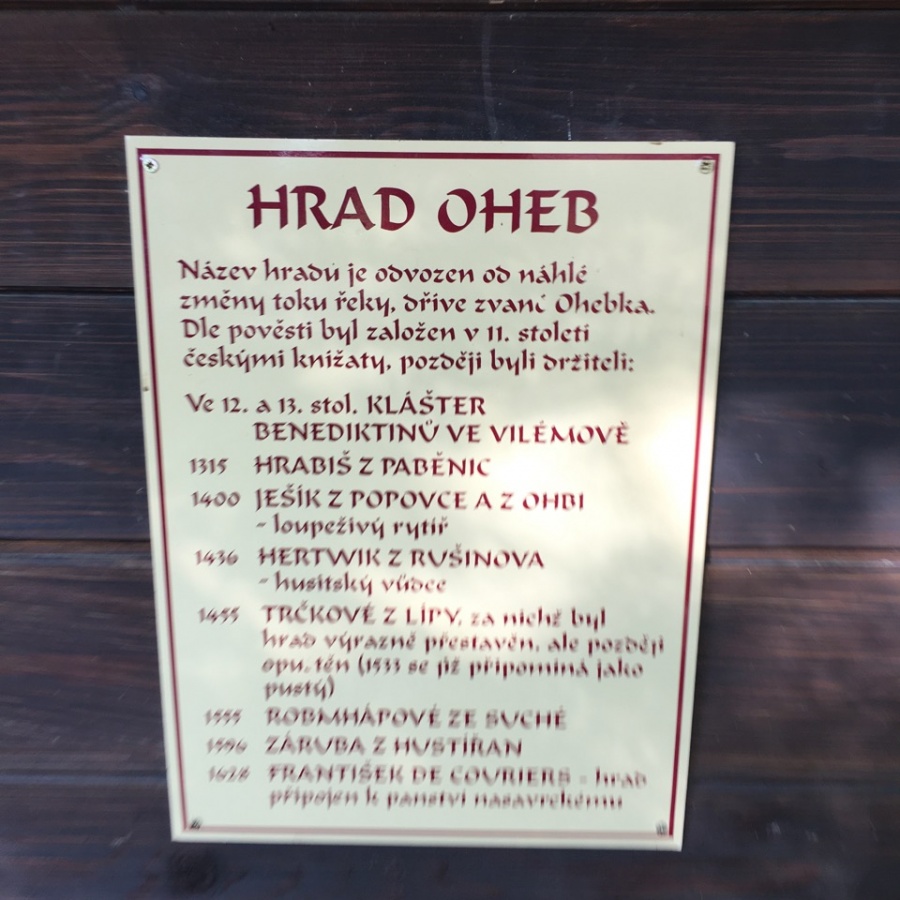 HRAD OHEB
Název hradu je odvozen od náhlé
změny toku řeky, dříve zvané Ohebka.
Dle pověsti byl založen v 11. století
českými knížaty, později byli držiteli:
Ve 12. a 13. stol. KLÁŠTER
BENEDIKTINŮ VE VILÉMOVĚ
1315 HRABIŠ Z PABĚNIC
1400 JEŠÍK Z POPOVCE A Z OHBI
- loupeživý rytíř
1436 HERTWIK Z RUŠINOVA
- husitský vůdce
1455 TRČKOVÉ Z LÍPY, za nichž byl
hrad výrazně přestavěn, ale později
opu těn (1533 se již připomíná jako
pustý)
1555 ROBMHÁPOVÉ ZE SUCHÉ
1596 ZÁRUBA Z HUSTÍŘAN
1628 FRANTIŠEK DE COURIERS - hrad
připojen k panství nasavrckému